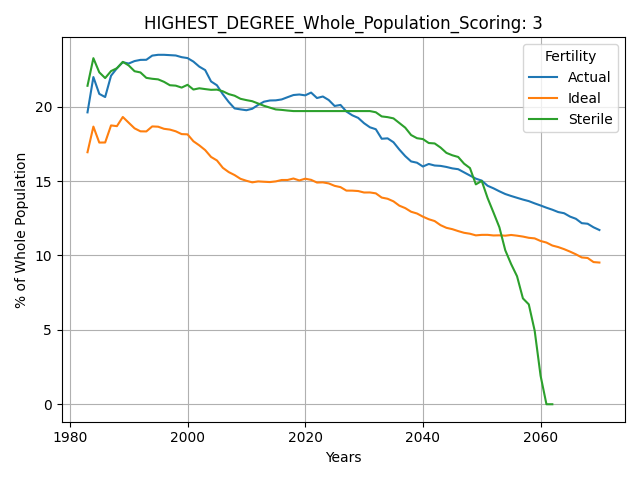 HIGHEST_DEGREE_Whole_Population_Scoring: 3
Fertility
Actual
Ideal
Sterile
% of Whole Population
20
15
10
5
0
1980 2000 2020 2040 2060
Years